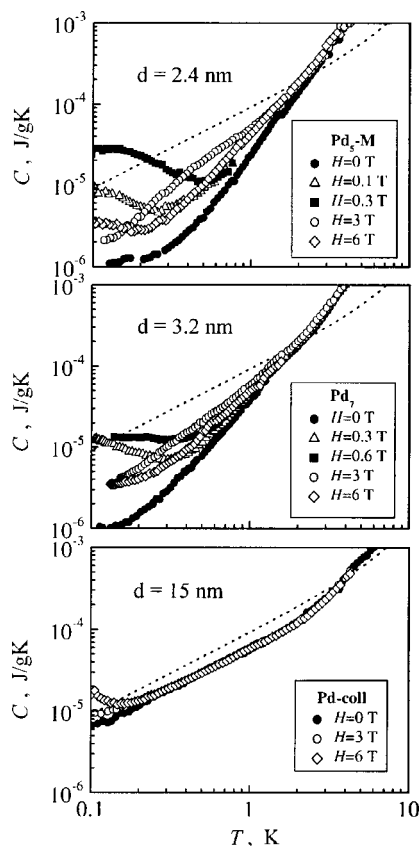 10⁻³
d = 2.4 nm
10⁻⁴
C , J/gK
10⁻⁵
10⁻⁶
Pd₅-M
H=0 T
H=0.1 T
H=0.3 T
H=3 T
H=6 T
10⁻³
d = 3.2 nm
10⁻⁴
C , J/gK
10⁻⁵
10⁻⁶
Pd₇
H=0 T
H=0.3 T
H=0.6 T
H=3 T
H=6 T
10⁻³
d = 15 nm
10⁻⁴
C , J/gK
10⁻⁵
10⁻⁶
Pd-coll
H=0 T
H=3 T
H=6 T
0.1 1 10
T, K